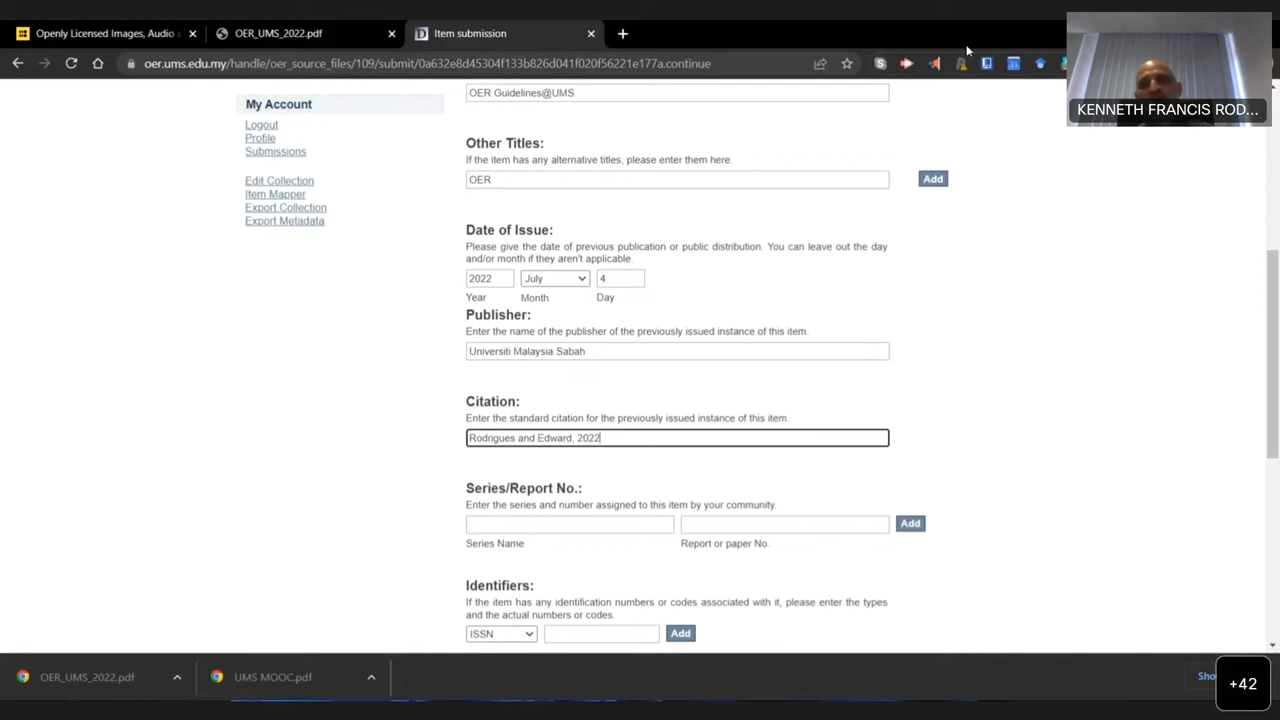 Openly Licensed Images, Audio a
OER_UMS_2022.pdf
Item submission
oer.ums.edu.my/handle/oer_source_files/109/submit/0a632e8d45304f133b826d041f020f56221e177a.continue
KENNETH FRANCIS ROD...
My Account
Logout
Profile
Submissions
Edit Collection
Item Mapper
Export Collection
Export Metadata
OER Guidelines@UMS
Other Titles:
If the item has any alternative titles, please enter them here.
OER
Add
Date of Issue:
Please give the date of previous publication or public distribution. You can leave out the day
and/or month if they aren't applicable.
2022 July 4
Year Month Day
Publisher:
Enter the name of the publisher of the previously issued instance of this item.
Universiti Malaysia Sabah
Citation:
Enter the standard citation for the previously issued instance of this item.
Rodrigues and Edward, 2022
Series/Report No.:
Enter the series and number assigned to this item by your community.
Add
Series Name Report or paper No.
Identifiers:
If the item has any identification numbers or codes associated with it, please enter the types
and the actual numbers or codes.
ISSN Add
OER_UMS_2022.pdf
UMS MOOC.pdf
Sho
+42